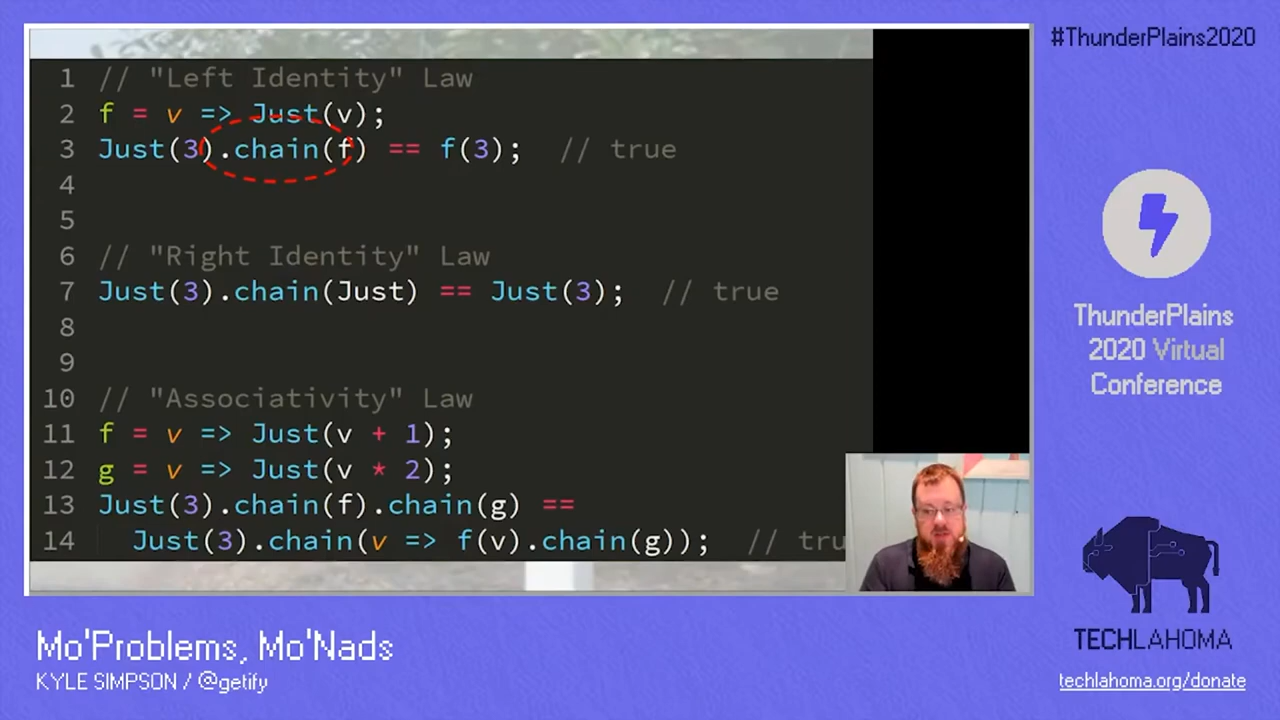 #ThunderPlains2020
1 // "Left Identity" Law
2 f = v => Just(v);
3 Just(3).chain(f) == f(3); // true
4
5
6 // "Right Identity" Law
7 Just(3).chain(Just) == Just(3); // true
8
9
10 // "Associativity" Law
11 f = v => Just(v + 1);
12 g = v => Just(v * 2);
13 Just(3).chain(f).chain(g) ==
14 Just(3).chain(v => f(v).chain(g)); // tru
ThunderPlains
2020 Virtual
Conference
TECHLAHOMA
techlahoma.org/donate
Mo'Problems, Mo'Nads
KYLE SIMPSON / @getify